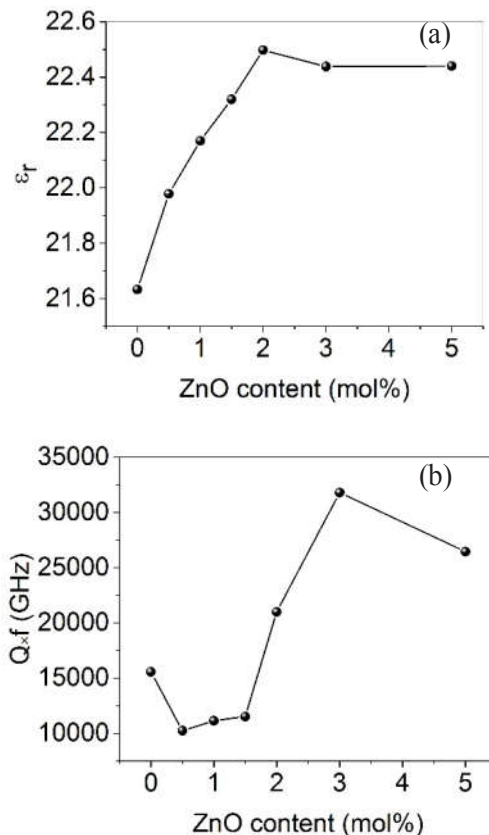 (a)
22.6
22.4
22.2
22.0
21.8
21.6
εr
0 1 2 3 4 5
ZnO content (mol%)
(b)
35000
30000
25000
20000
15000
10000
Q×f (GHz)
0 1 2 3 4 5
ZnO content (mol%)